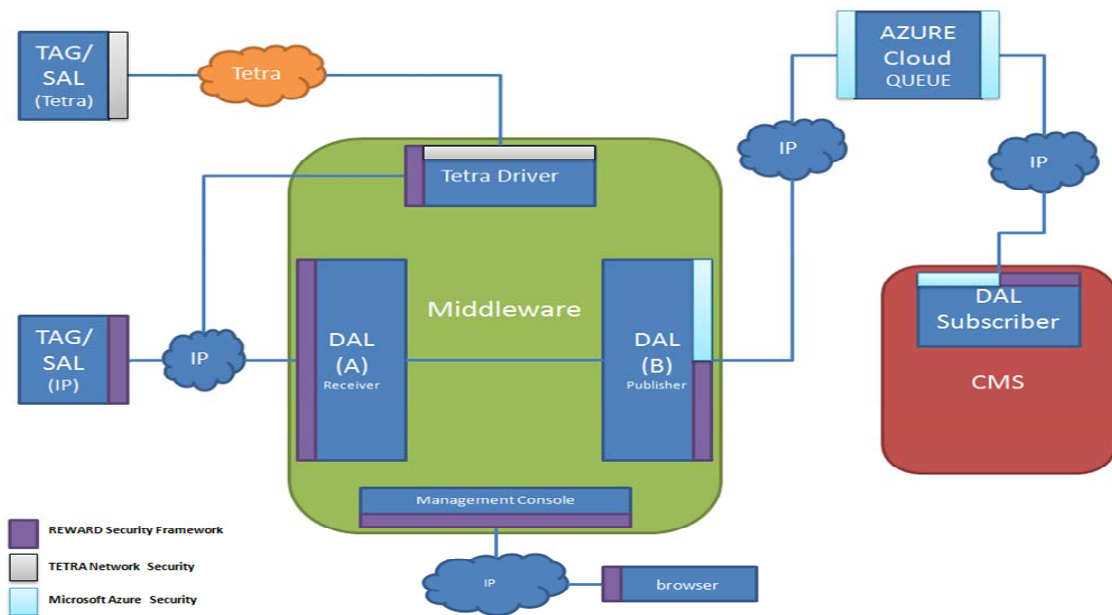 TAG/
SAL
(Tetra)
Tetra
AZURE
Cloud
QUEUE
IP
IP
Tetra Driver
TAG/
SAL
(IP)
IP
DAL
(A)
Receiver
Middleware
DAL
(B)
Publisher
DAL
Subscriber
CMS
Management Console
IP
browser
REWARD Security Framework
TETRA Network Security
Microsoft Azure Security